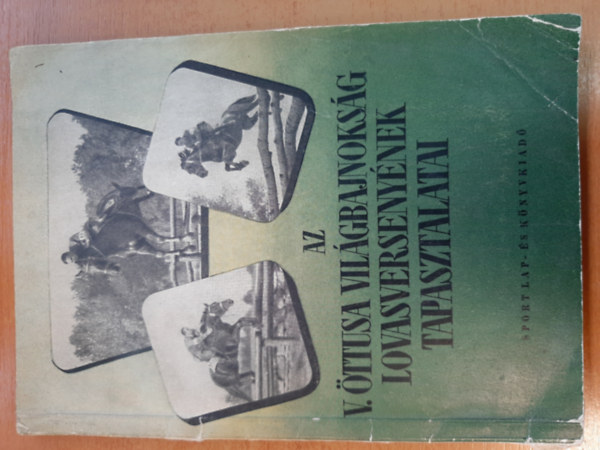 AZ
V. ÖTTUSA VILÁGBAJNOKSÁG
LOVASVERSENYÉNEK
TAPASZTALATAI
SPORT LAP- ÉS KÖNYVKIADÓ